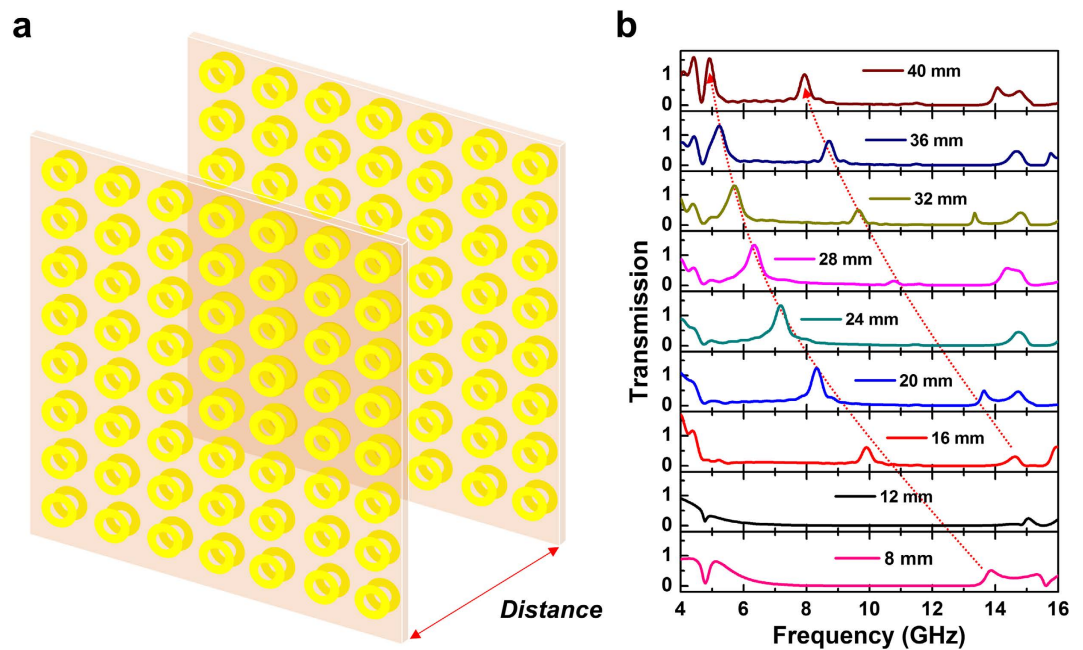 a
Distance
b
Transmission
1
0
40 mm
1
0
36 mm
1
0
32 mm
1
0
28 mm
1
0
24 mm
1
0
20 mm
1
0
16 mm
1
0
12 mm
1
0
8 mm
4 6 8 10 12 14 16
Frequency (GHz)